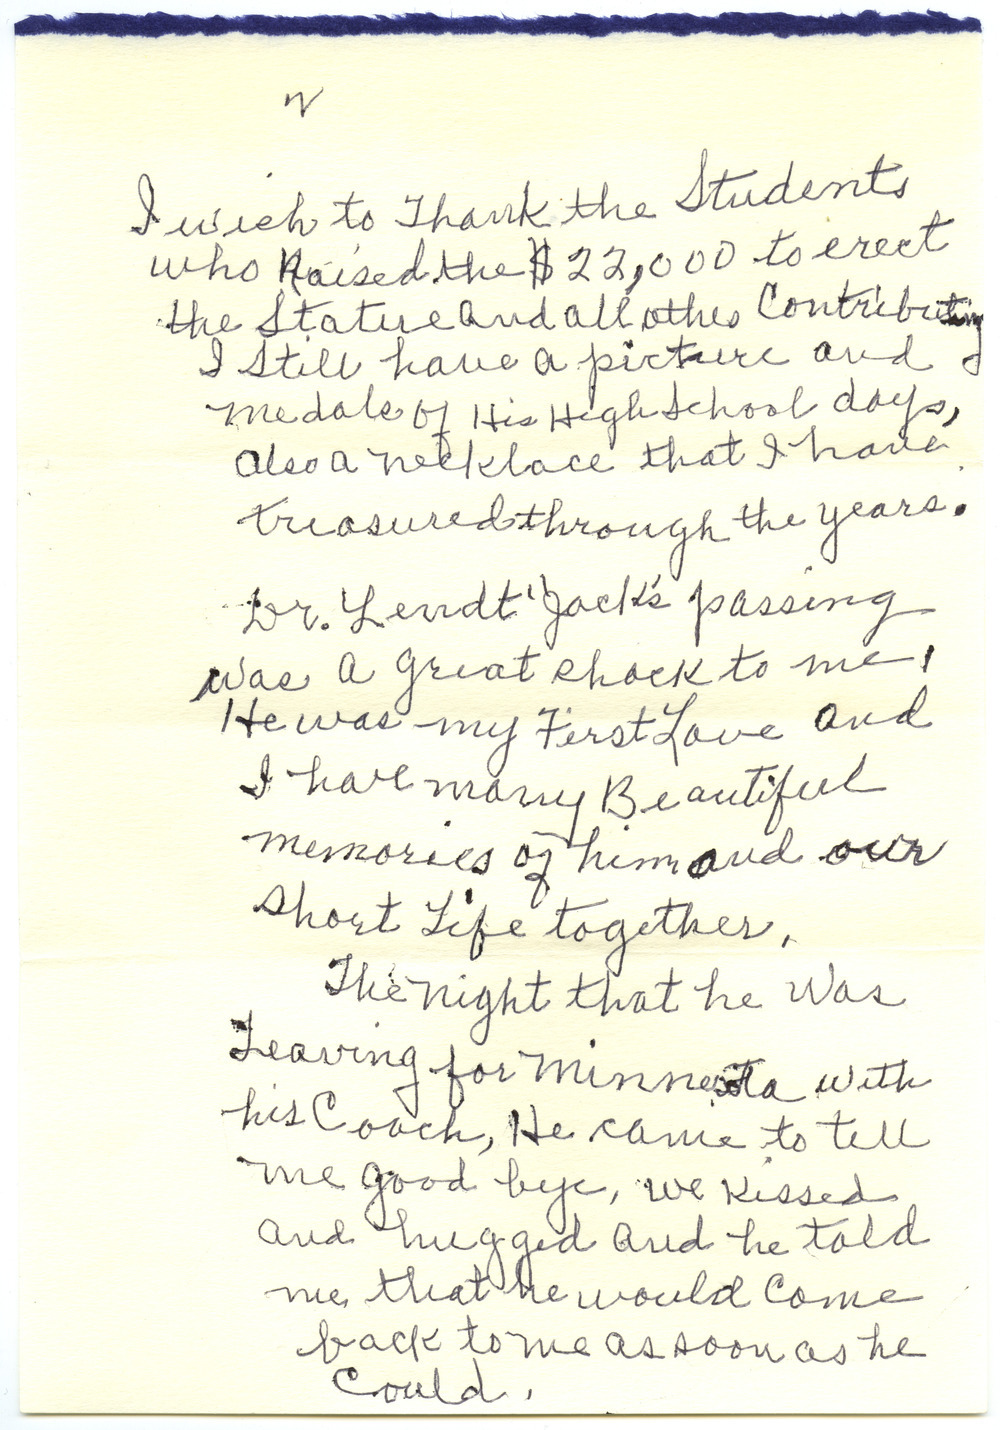 I wish to Thank the Students
who Raised the $22,000 to erect
the Statue and all others Contributing
I Still have a picture and
medals of His High School days,
also a necklace that I have
treasured through the years.
Dr. Lendt "Jack's passing
was a great shock to me,
He was my First Love and
I have many Beautiful
memories of him and our
short Life together.
The night that he was
Leaving for Minnesota with
his Coach, He came to tell
me good bye, we kissed
and hugged and he told
me that he would Come
back to me as soon as he
Could.